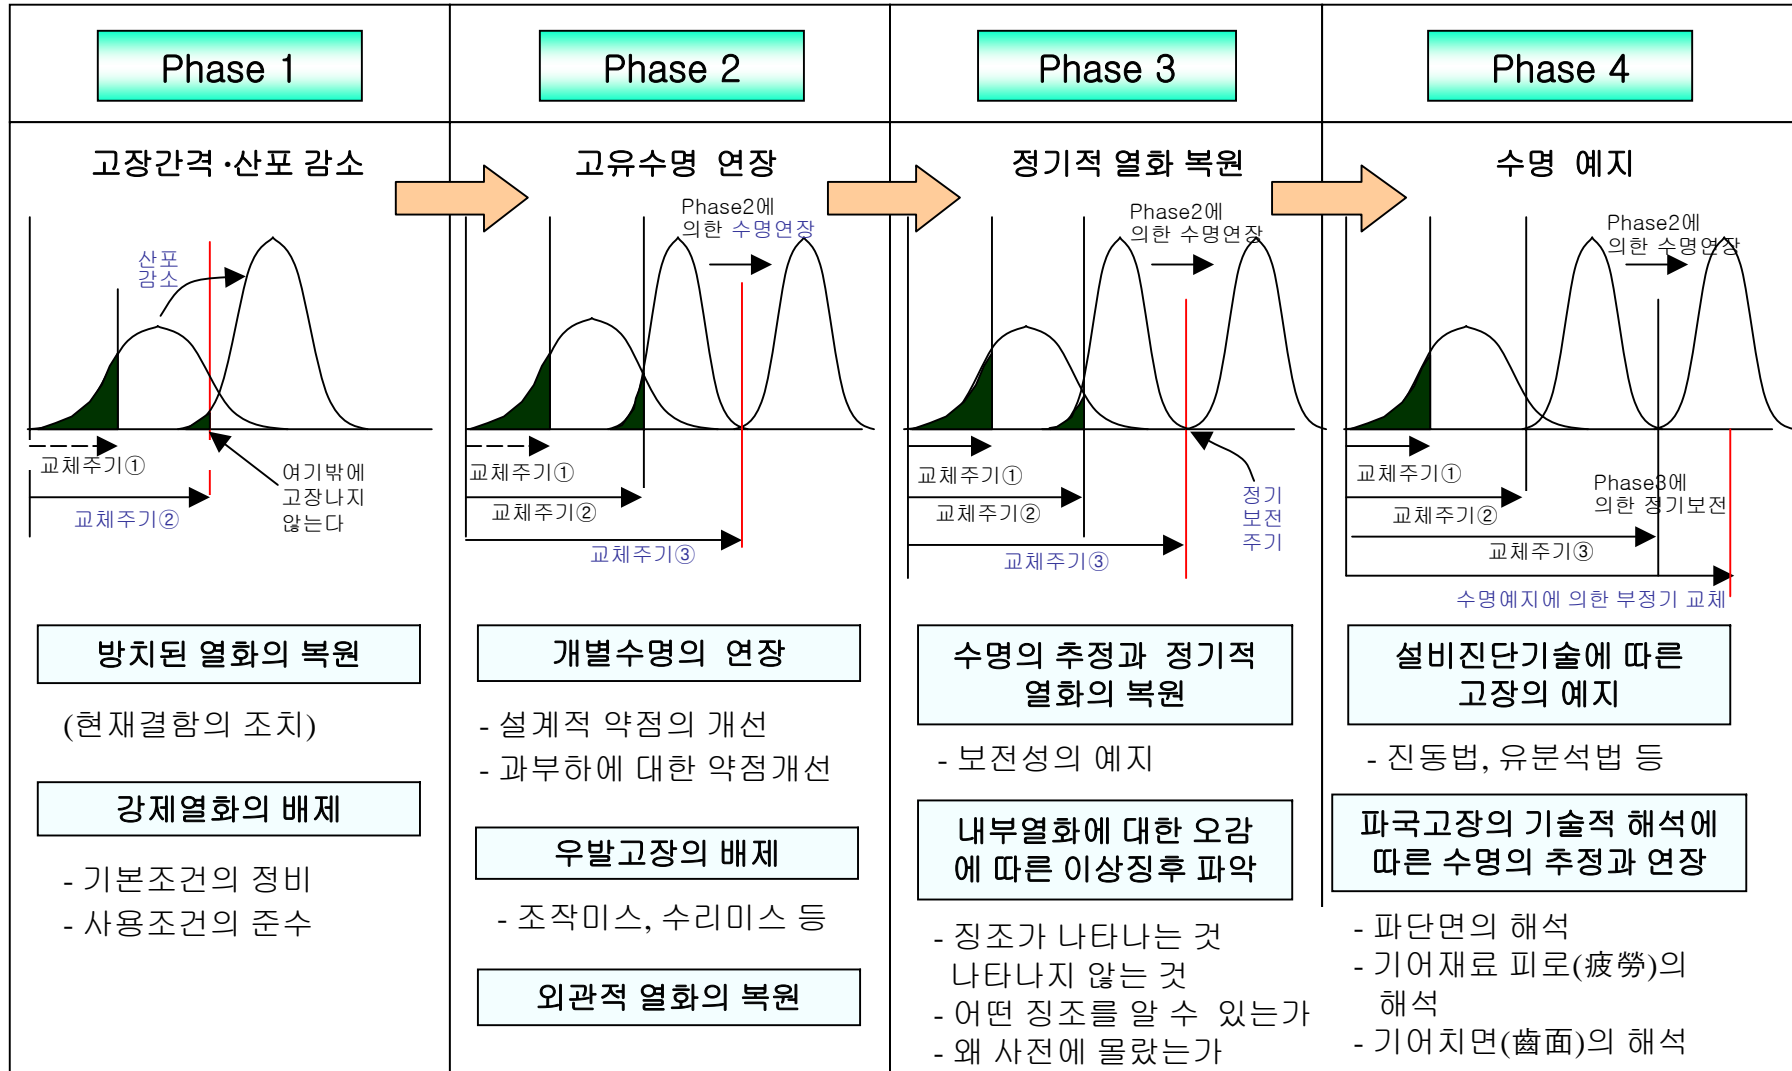 Phase 1
고장간격 ·산포 감소
산포
감소
교체주기①
여기밖에
고장나지
않는다
교체주기②
방치된 열화의 복원
(현재결함의 조치)
강제열화의 배제
- 기본조건의 정비
- 사용조건의 준수
Phase 2
고유수명 연장
Phase2에
의한 수명연장
교체주기①
교체주기②
교체주기③
개별수명의 연장
- 설계적 약점의 개선
- 과부하에 대한 약점개선
우발고장의 배제
- 조작미스, 수리미스 등
외관적 열화의 복원
Phase 3
정기적 열화 복원
Phase2에
의한 수명연장
교체주기①
교체주기②
정기
보전
주기
교체주기③
수명의 추정과 정기적
열화의 복원
- 보전성의 예지
내부열화에 대한 오감
에 따른 이상징후 파악
- 징조가 나타나는 것
나타나지 않는 것
- 어떤 징조를 알 수 있는가
- 왜 사전에 몰랐는가
Phase 4
수명 예지
Phase2에
의한 수명연장
교체주기①
Phase3에
의한 정기보전
교체주기②
교체주기③
수명예지에 의한 부정기 교체
설비진단기술에 따른
고장의 예지
- 진동법, 유분석법 등
파국고장의 기술적 해석에
따른 수명의 추정과 연장
- 파단면의 해석
- 기어재료 피로(疲勞)의
해석
- 기어치면(齒面)의 해석